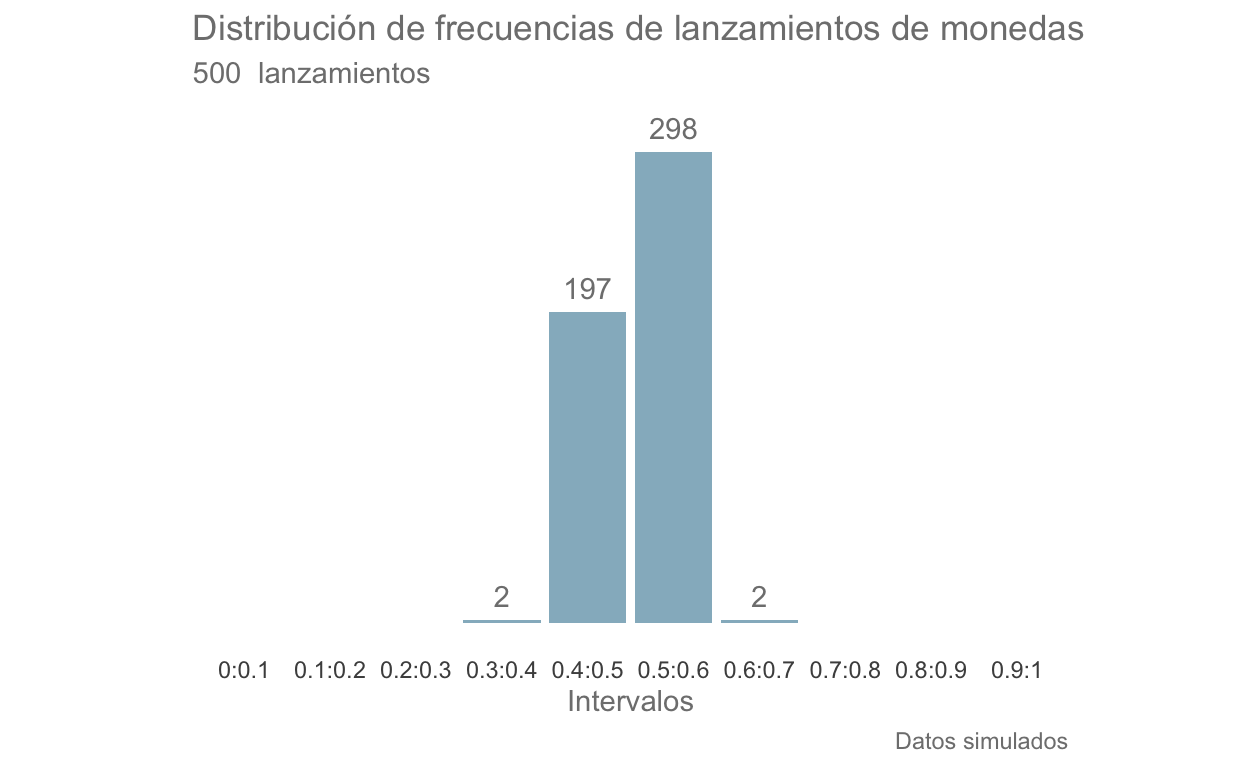 Distribución de frecuencias de lanzamientos de monedas
500  lanzamientos
298
197
2 2
0:0.1 0.1:0.2 0.2:0.3 0.3:0.4 0.4:0.5 0.5:0.6 0.6:0.7 0.7:0.8 0.8:0.9 0.9:1
Intervalos
Datos simulados